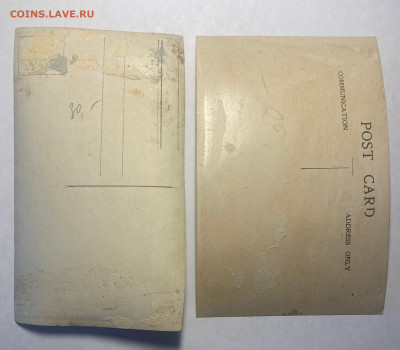 COINS.LAVE.RU
POST CARD
COMMUNICATION
ADDRESS ONLY